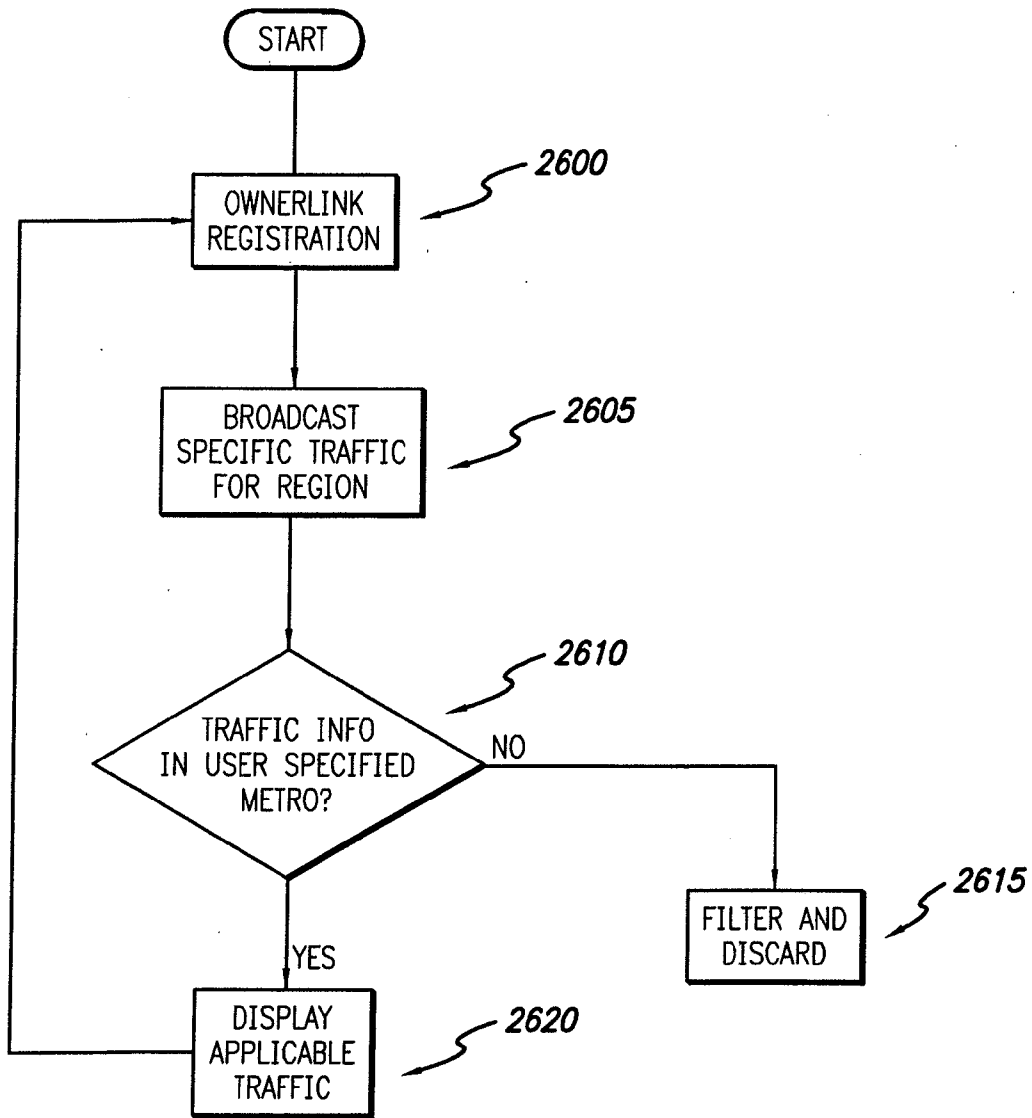 START
2600
OWNERLINK
REGISTRATION
2605
BROADCAST
SPECIFIC TRAFFIC
FOR REGION
2610
TRAFFIC INFO
IN USER SPECIFIED
METRO?
NO
2615
FILTER AND
DISCARD
YES
2620
DISPLAY
APPLICABLE
TRAFFIC